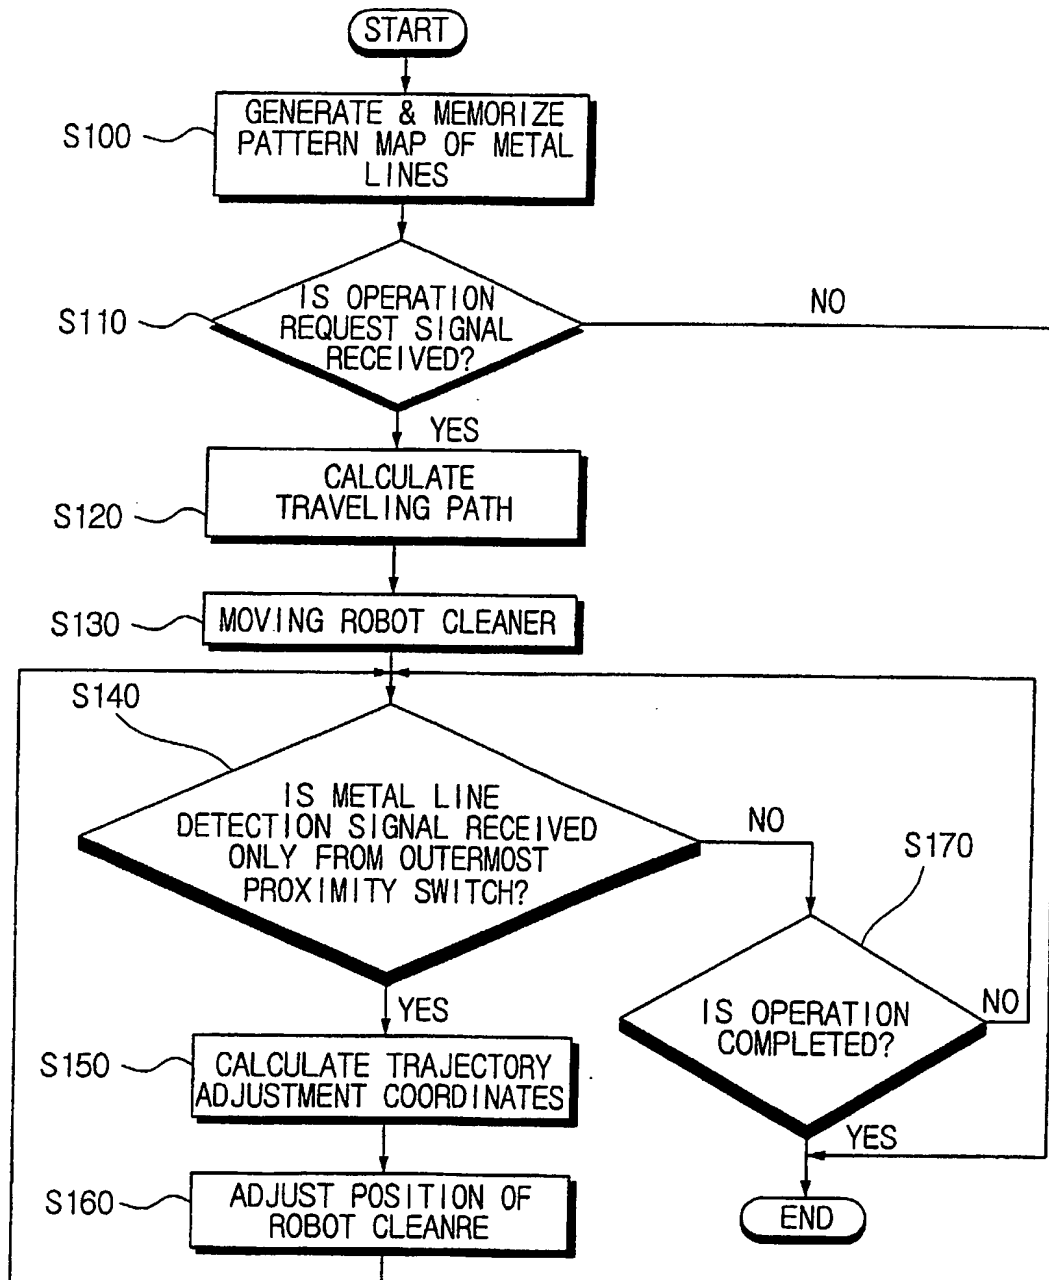 START
S100
GENERATE & MEMORIZE
PATTERN MAP OF METAL
LINES
S110
IS OPERATION
REQUEST SIGNAL
RECEIVED?
NO
YES
S120
CALCULATE
TRAVELING PATH
S130
MOVING ROBOT CLEANER
S140
IS METAL LINE
DETECTION SIGNAL RECEIVED
ONLY FROM OUTERMOST
PROXIMITY SWITCH?
NO
S170
YES
IS OPERATION
COMPLETED?
NO
S150
CALCULATE TRAJECTORY
ADJUSTMENT COORDINATES
YES
S160
ADJUST POSITION OF
ROBOT CLEANRE
END